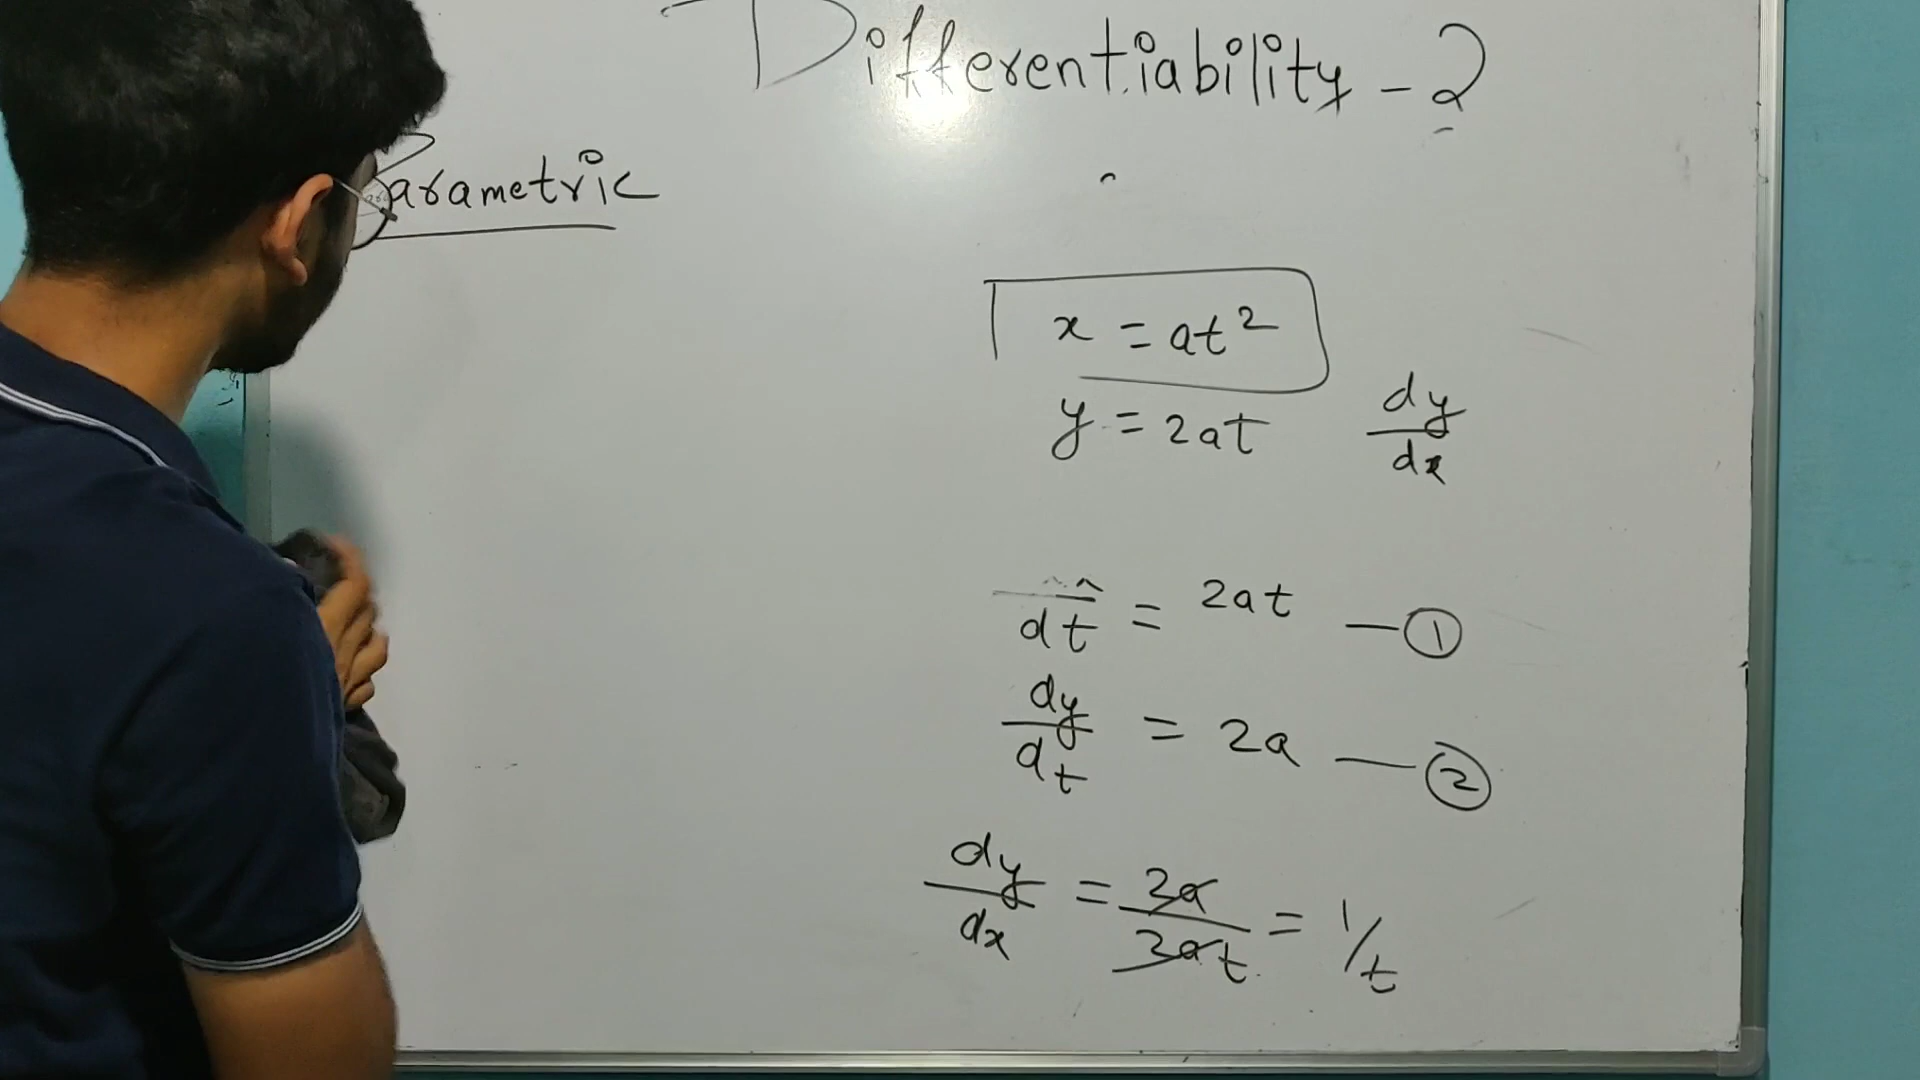 Differentiability - 2
Parametric
x = at²
y = 2at dy/dx
dt = 2at — ①
dy/dt = 2a — ②
dy/dx = 2a/2at = 1/t